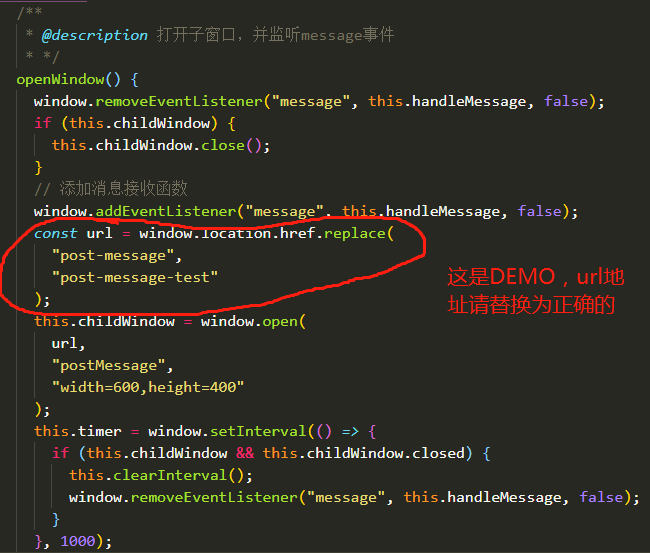 /**
* @description 打开子窗口，并监听message事件
* */
openWindow() {
window.removeEventListener("message", this.handleMessage, false);
if (this.childWindow) {
this.childWindow.close();
}
// 添加消息接收函数
window.addEventListener("message", this.handleMessage, false);
const url = window.location.href.replace(
"post-message",
"post-message-test"
);
这是DEMO，url地
址请替换为正确的
this.childWindow = window.open(
url,
"postMessage",
"width=600,height=400"
);
this.timer = window.setInterval(() => {
if (this.childWindow && this.childWindow.closed) {
this.clearInterval();
window.removeEventListener("message", this.handleMessage, false);
}
}, 1000);